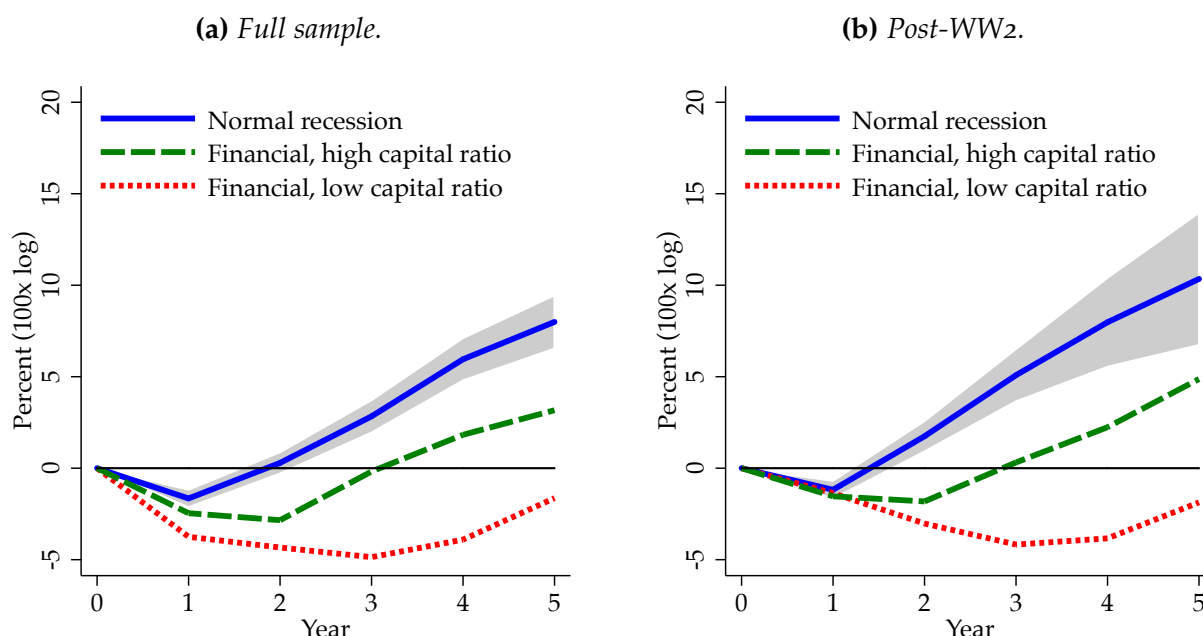 (a) Full sample.
20
15
10
5
0
-5
Percent (100x log)
Normal recession
Financial, high capital ratio
Financial, low capital ratio
0 1 2 3 4 5
Year
(b) Post-WW2.
20
15
10
5
0
-5
Percent (100x log)
Normal recession
Financial, high capital ratio
Financial, low capital ratio
0 1 2 3 4 5
Year